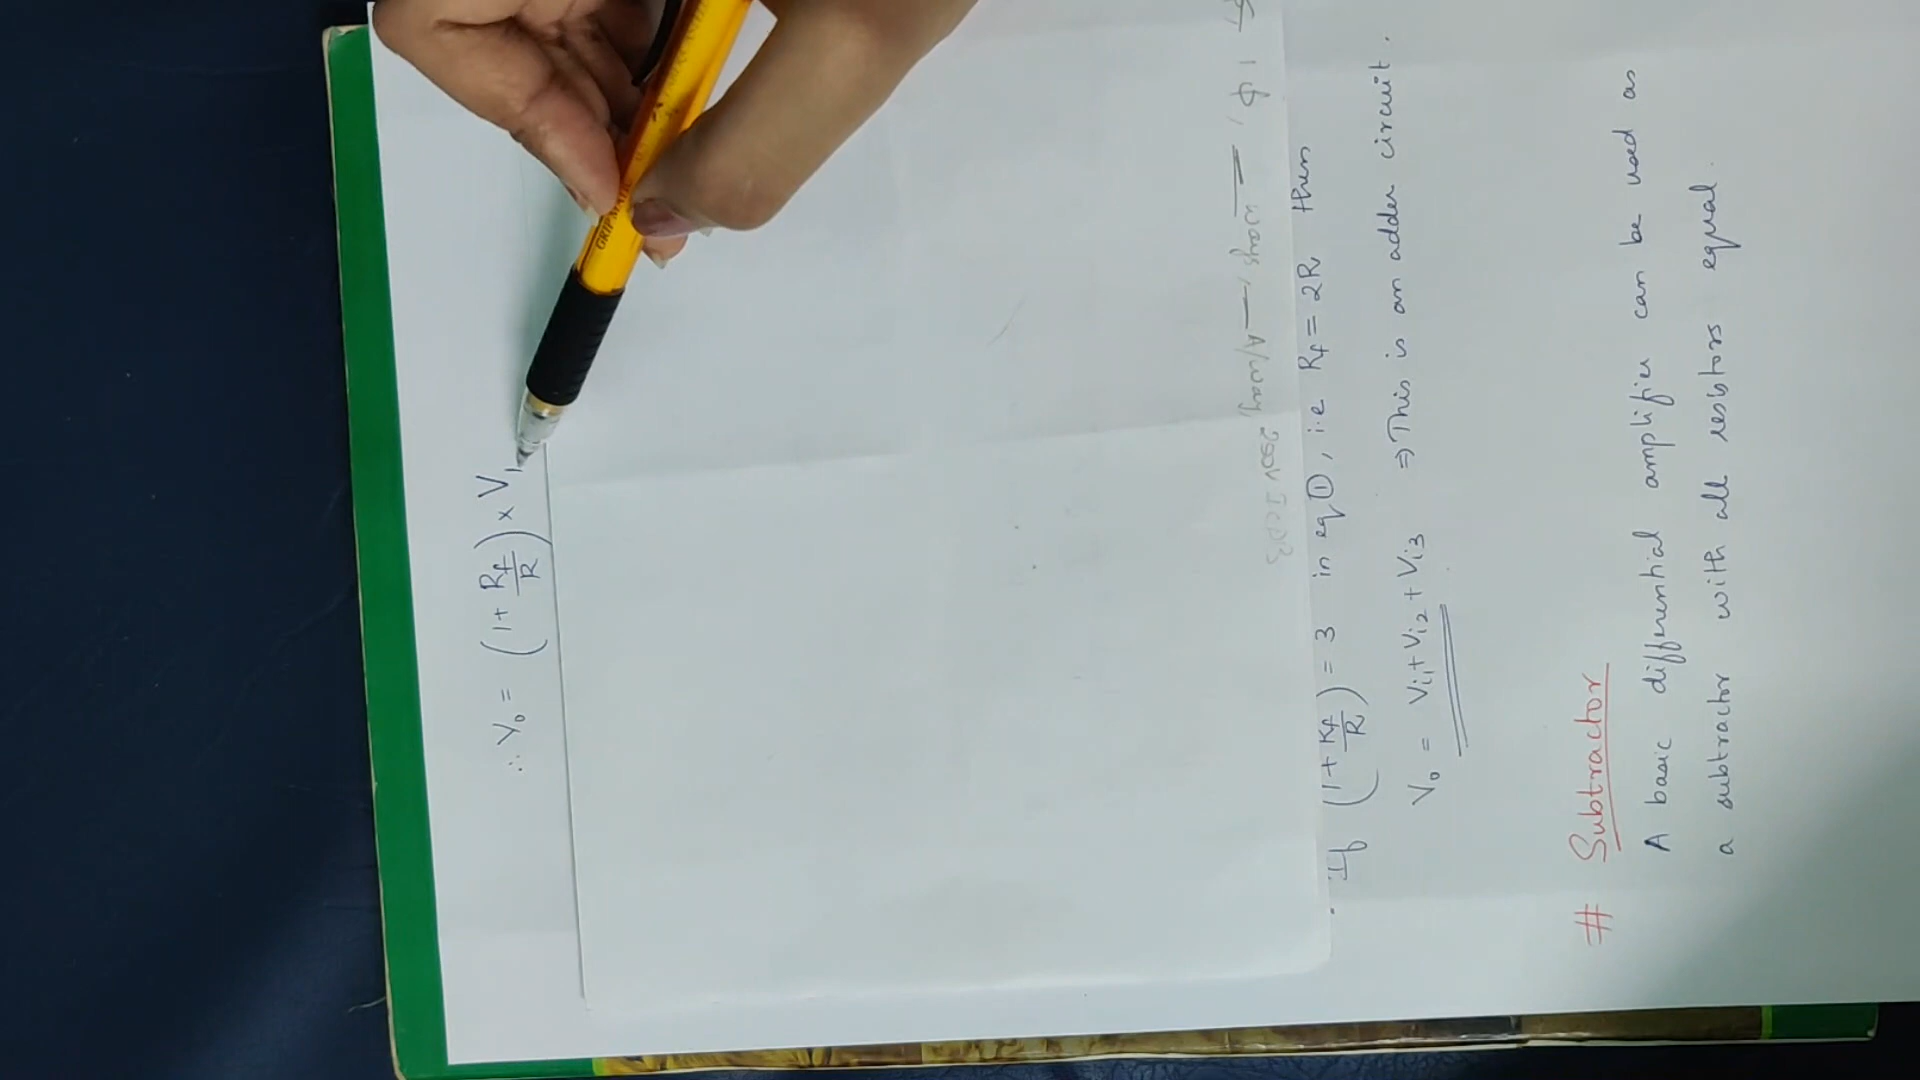 ∴ V₀ = (1 + Rf/R) × V₁
If (1 + Rf/R) = 3 in eq ①, i.e Rf = 2R then
V₀ = Vi₁ + Vi₂ + Vi₃ ⇒ This is an adder circuit.
# Subtractor
A basic differential amplifier can be used as
a subtractor with all resistors equal.
GRIPMATIC